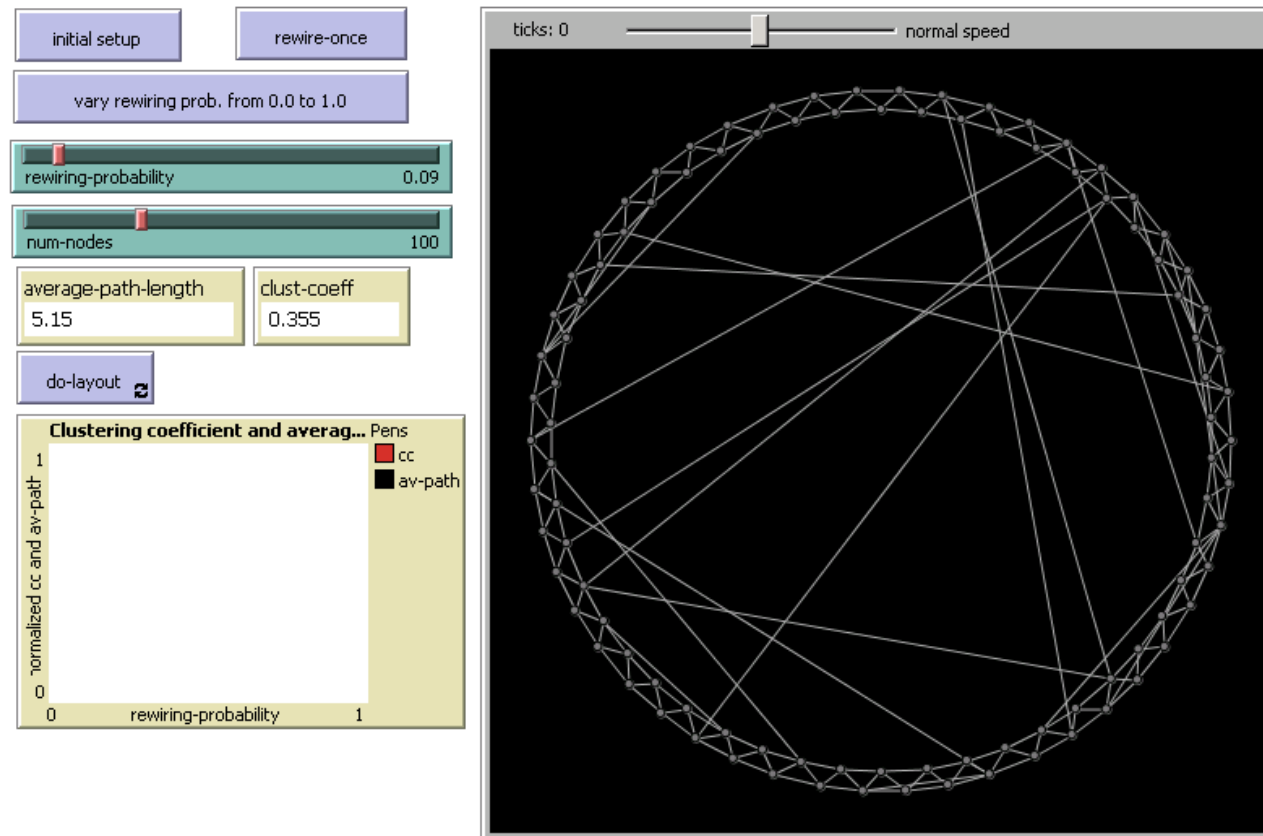 initial setup
rewire-once
vary rewiring prob. from 0.0 to 1.0
rewiring-probability 0.09
num-nodes 100
average-path-length
5.15
clust-coeff
0.355
do-layout
Clustering coefficient and averag...
Pens
cc
av-path
1
normalized cc and av-path
0
0 rewiring-probability 1
ticks: 0
normal speed